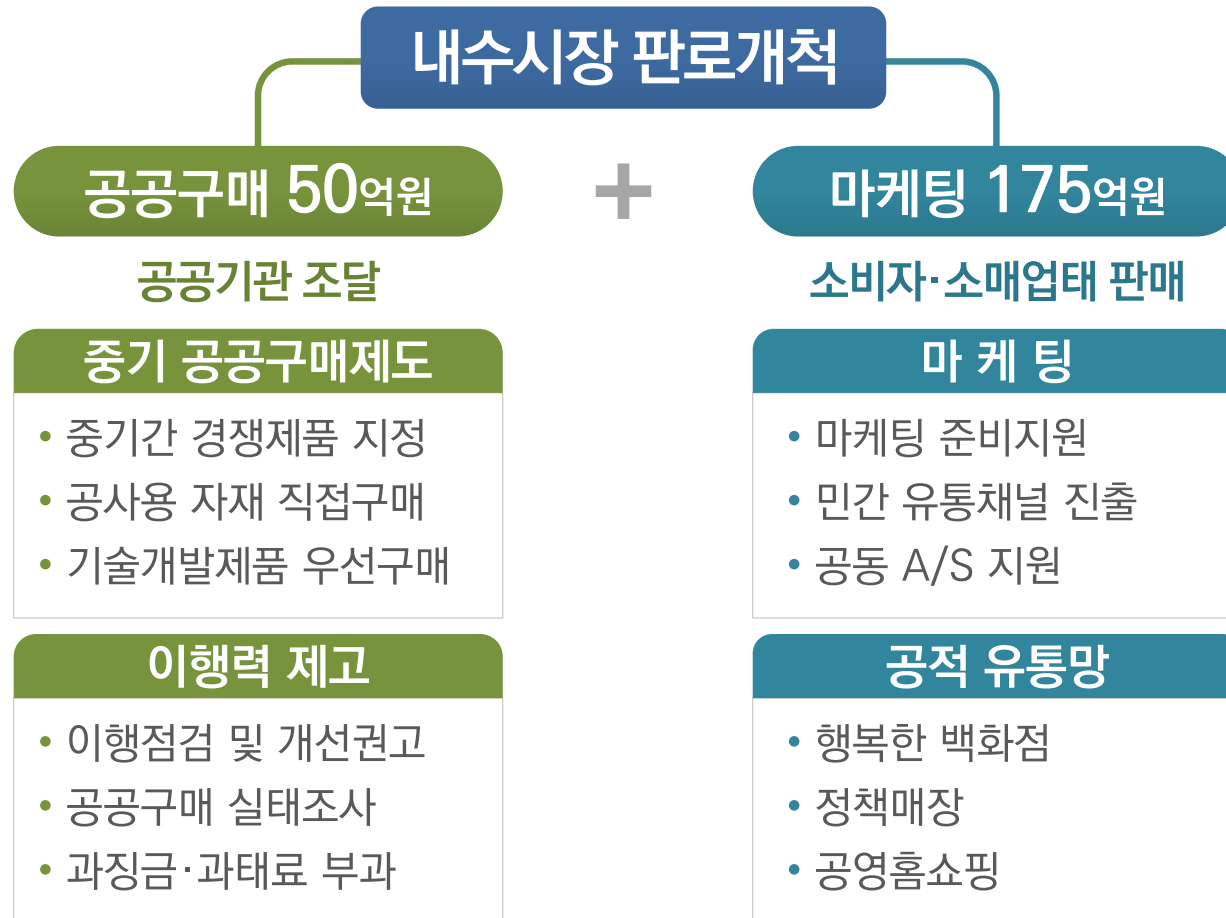 내수시장 판로개척
공공구매 50억원
+
마케팅 175억원
공공기관 조달
소비자·소매업태 판매
중기 공공구매제도
• 중기간 경쟁제품 지정
• 공사용 자재 직접구매
• 기술개발제품 우선구매
마 케 팅
• 마케팅 준비지원
• 민간 유통채널 진출
• 공동 A/S 지원
이행력 제고
• 이행점검 및 개선권고
• 공공구매 실태조사
• 과징금·과태료 부과
공적 유통망
• 행복한 백화점
• 정책매장
• 공영홈쇼핑